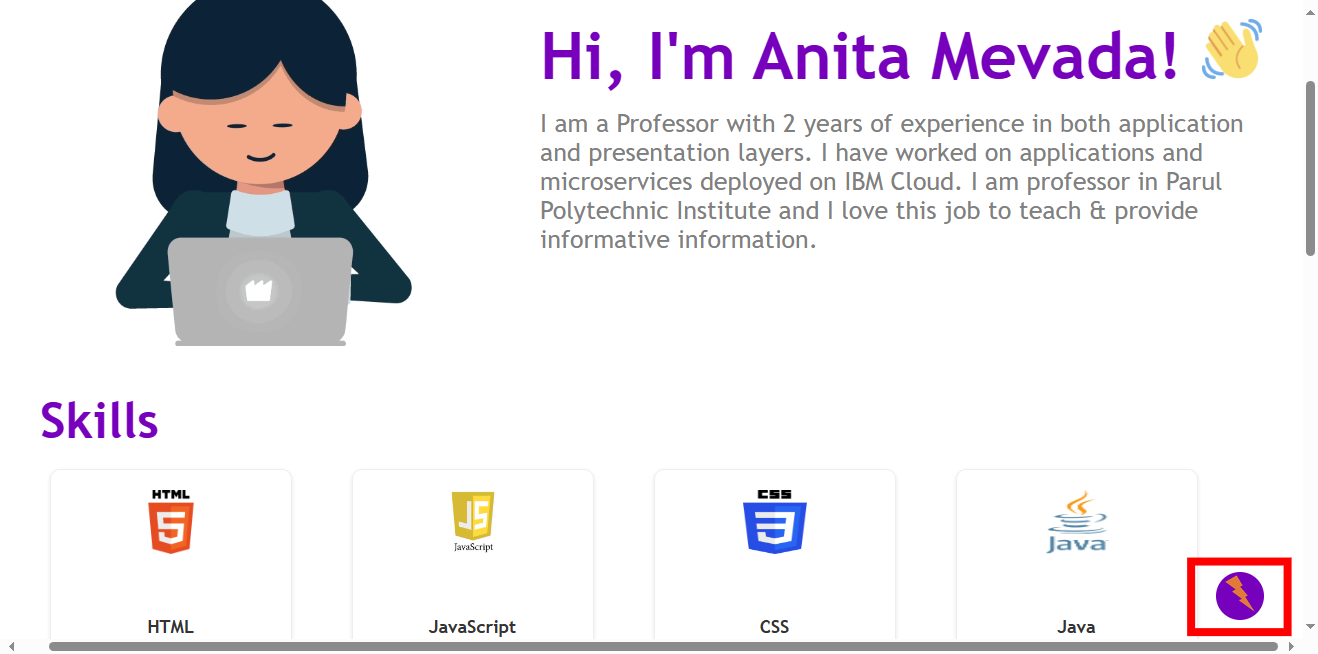 Hi, I'm Anita Mevada! 👋
I am a Professor with 2 years of experience in both application
and presentation layers. I have worked on applications and
microservices deployed on IBM Cloud. I am professor in Parul
Polytechnic Institute and I love this job to teach & provide
informative information.
Skills
HTML
5
JS
JavaScript
CSS
3
Java
HTML
JavaScript
CSS
Java